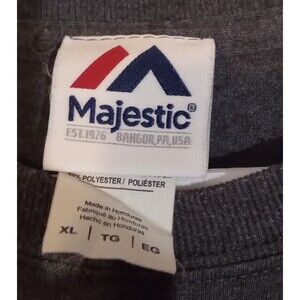 Majestic®
EST.1976 BANGOR,PA,USA
POLYESTER / POLIÉSTER
Made in Honduras
Fabriqué au Honduras
Hecho en Honduras
XL | TG | EG